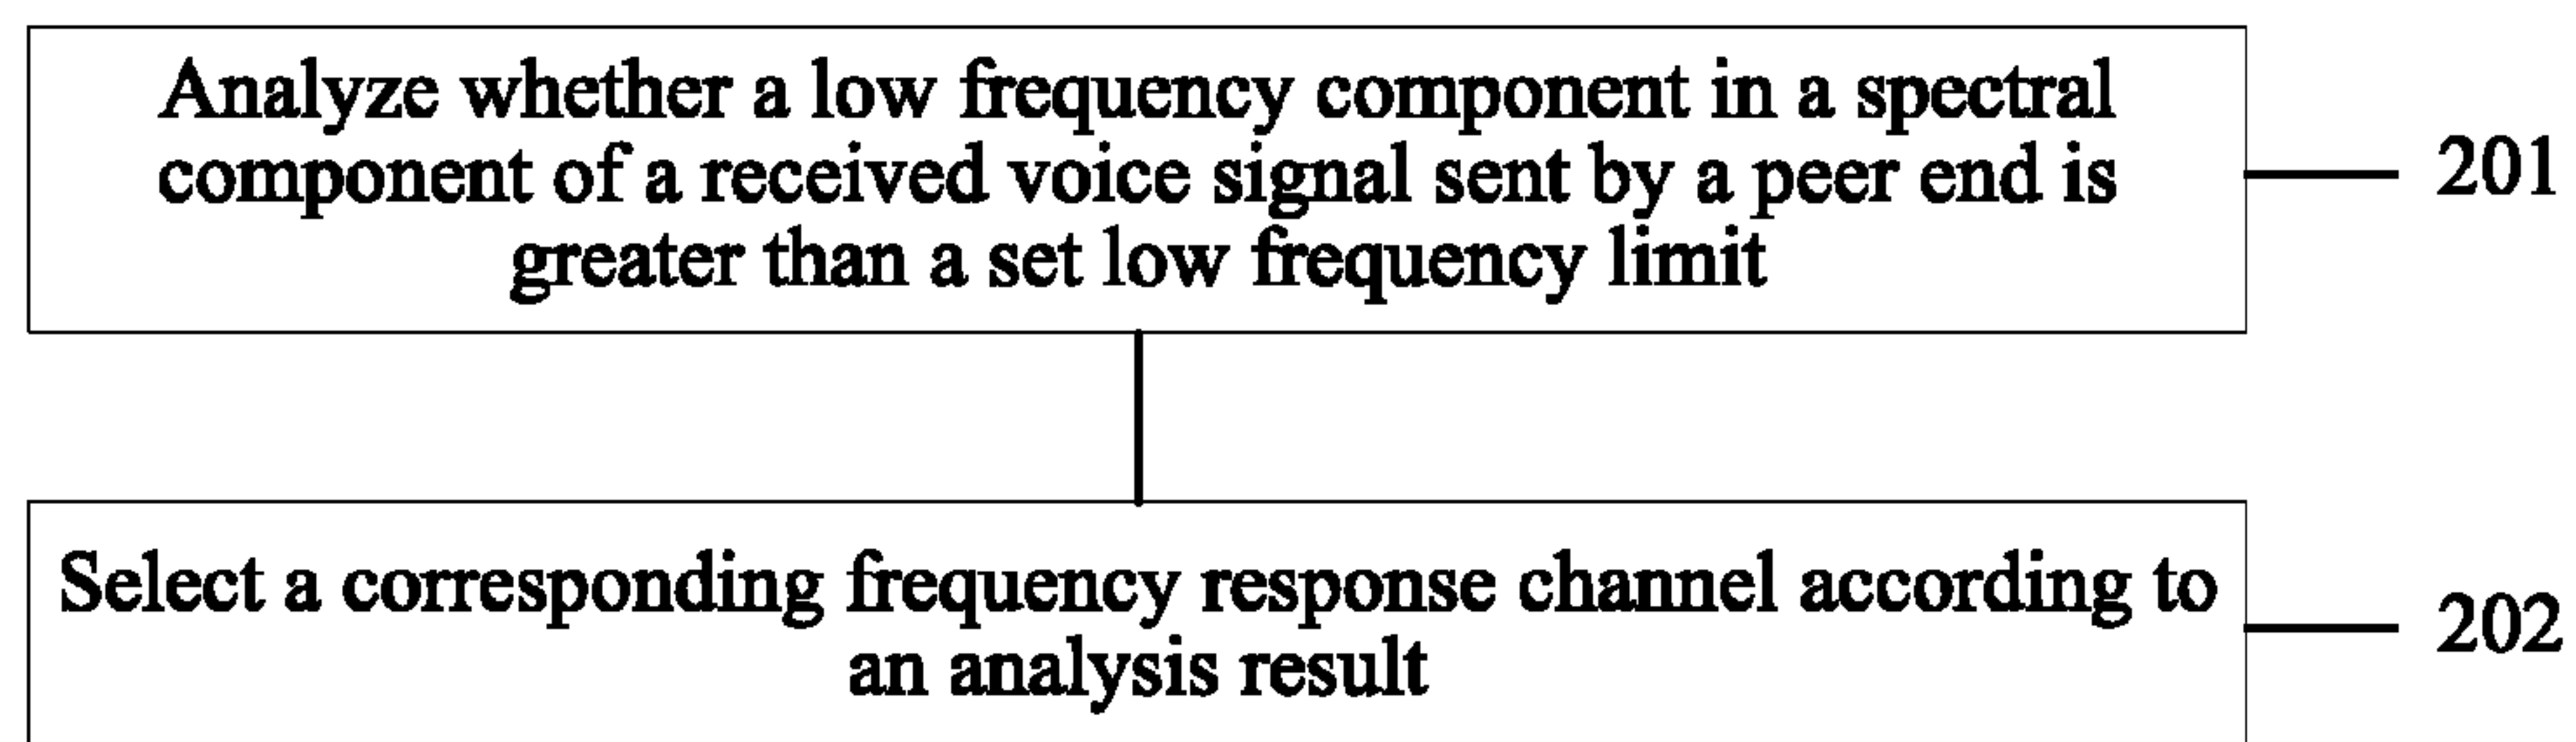 Analyze whether a low frequency component in a spectral
component of a received voice signal sent by a peer end is
greater than a set low frequency limit
201
Select a corresponding frequency response channel according to
an analysis result
202